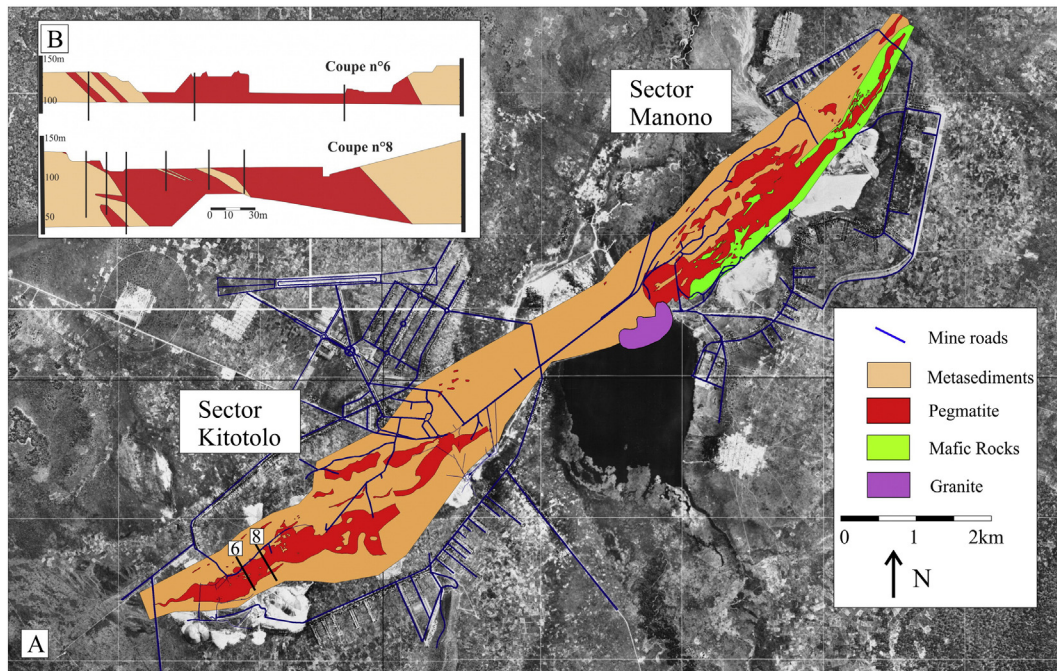 B
150m
100
Coupe n°6
150m
100
50
Coupe n°8
0 10 30m
Sector
Manono
Sector
Kitotolo
6
8
Mine roads
Metasediments
Pegmatite
Mafic Rocks
Granite
0 1 2km
N
A